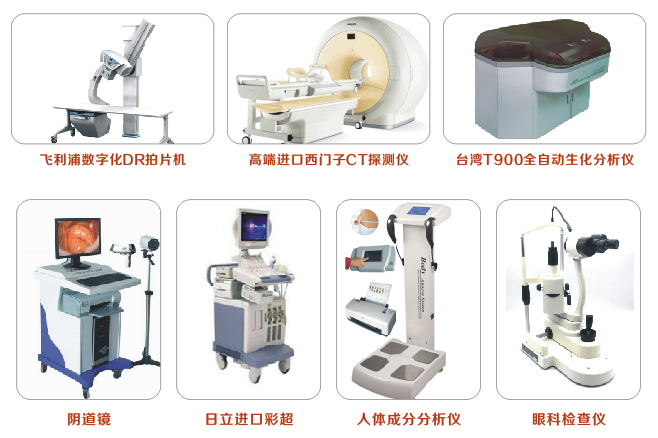 飞利浦数字化DR拍片机
高端进口西门子CT探测仪
台湾T900全自动生化分析仪
Body
阴道镜
日立进口彩超
人体成分分析仪
眼科检查仪